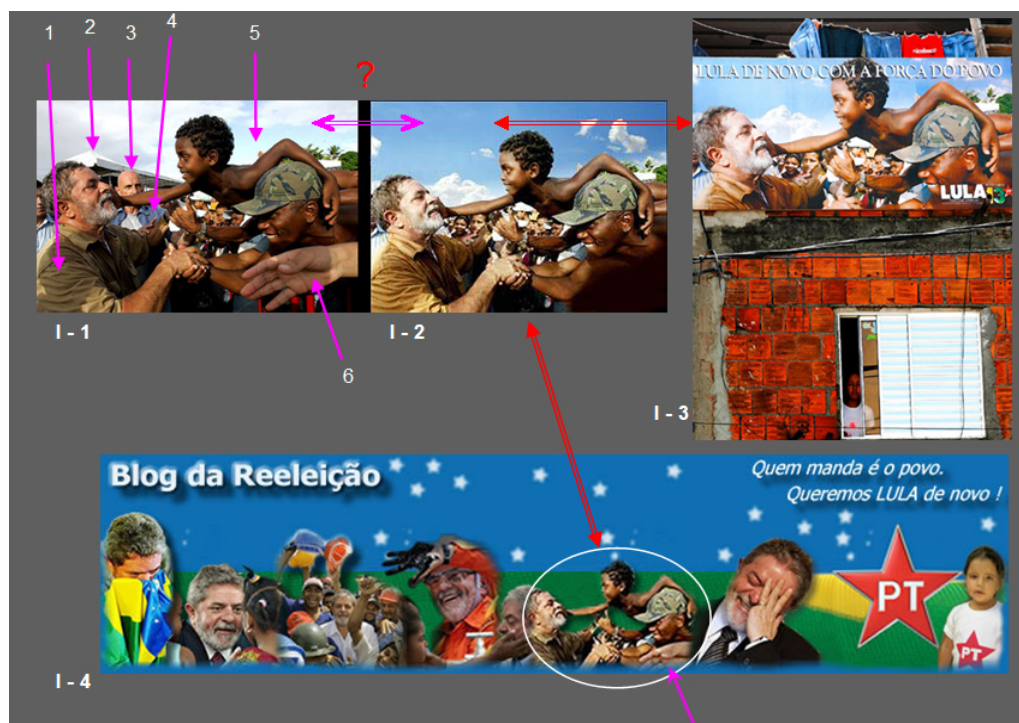 1
2
3
4
5
?
LULA DE NOVO COM A FORÇA DO POVO
LULA
13
I - 1
I - 2
6
I - 3
Blog da Reeleição
Quem manda é o povo.
Queremos LULA de novo !
PT
PT
I - 4